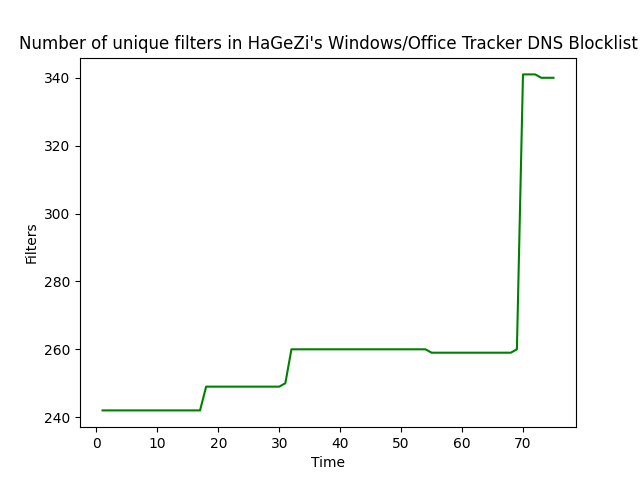 Number of unique filters in HaGeZi's Windows/Office Tracker DNS Blocklist
340
320
300
280
260
240
Filters
0 10 20 30 40 50 60 70
Time